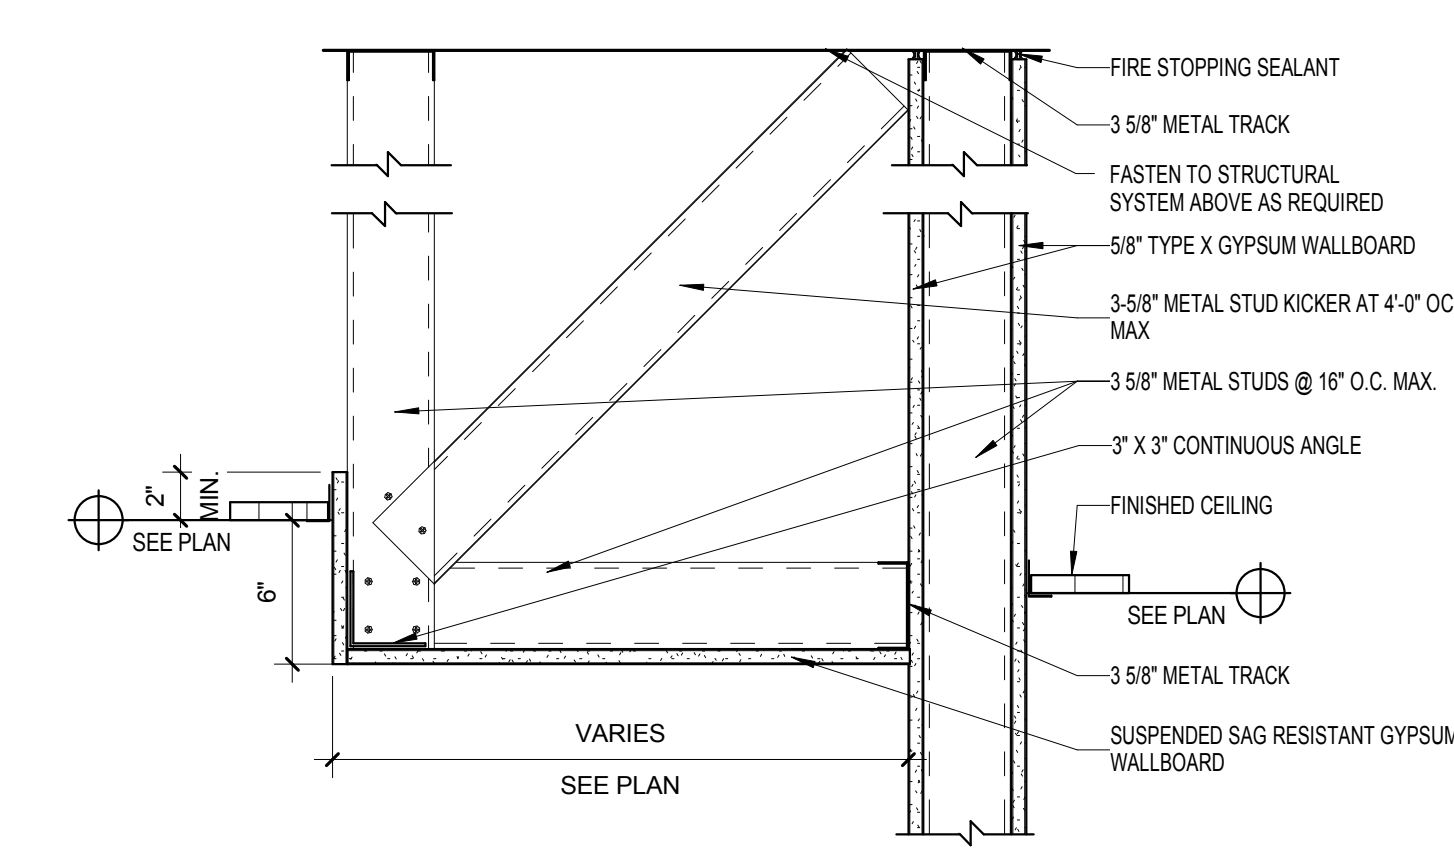 FIRE STOPPING SEALANT
3 5/8" METAL TRACK
FASTEN TO STRUCTURAL
SYSTEM ABOVE AS REQUIRED
5/8" TYPE X GYPSUM WALLBOARD
3-5/8" METAL STUD KICKER AT 4'-0" OC
MAX
3 5/8" METAL STUDS @ 16" O.C. MAX.
3" X 3" CONTINUOUS ANGLE
FINISHED CEILING
SEE PLAN
3 5/8" METAL TRACK
SUSPENDED SAG RESISTANT GYPSUM
WALLBOARD
2"
MIN.
SEE PLAN
6"
VARIES
SEE PLAN